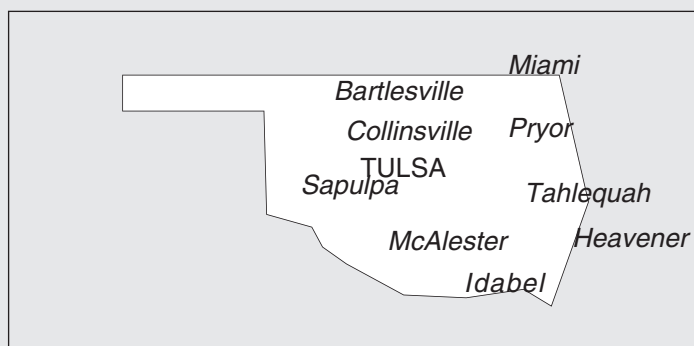 Miami
Bartlesville
Collinsville
Pryor
TULSA
Sapulpa
Tahlequah
McAlester
Heavener
Idabel